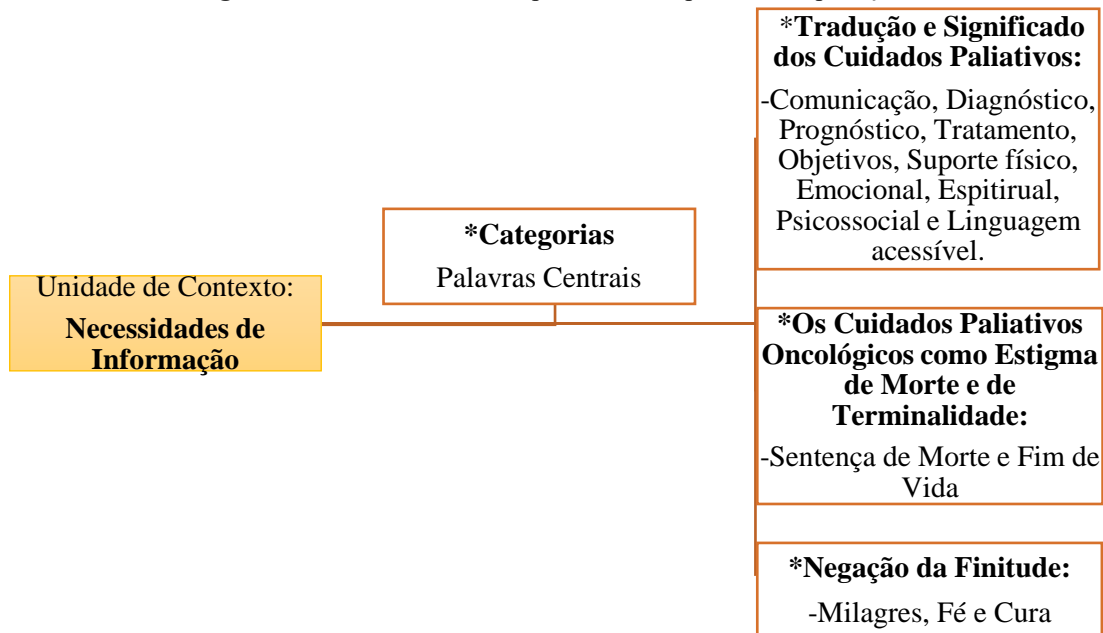 *Tradução e Significado
dos Cuidados Paliativos:
-Comunicação, Diagnóstico,
Prognóstico, Tratamento,
Objetivos, Suporte físico,
Emocional, Espitirual,
Psicossocial e Linguagem
acessível.
*Categorias
Palavras Centrais
Unidade de Contexto:
Necessidades de
Informação
*Os Cuidados Paliativos
Oncológicos como Estigma
de Morte e de
Terminalidade:
-Sentença de Morte e Fim de
Vida
*Negação da Finitude:
-Milagres, Fé e Cura